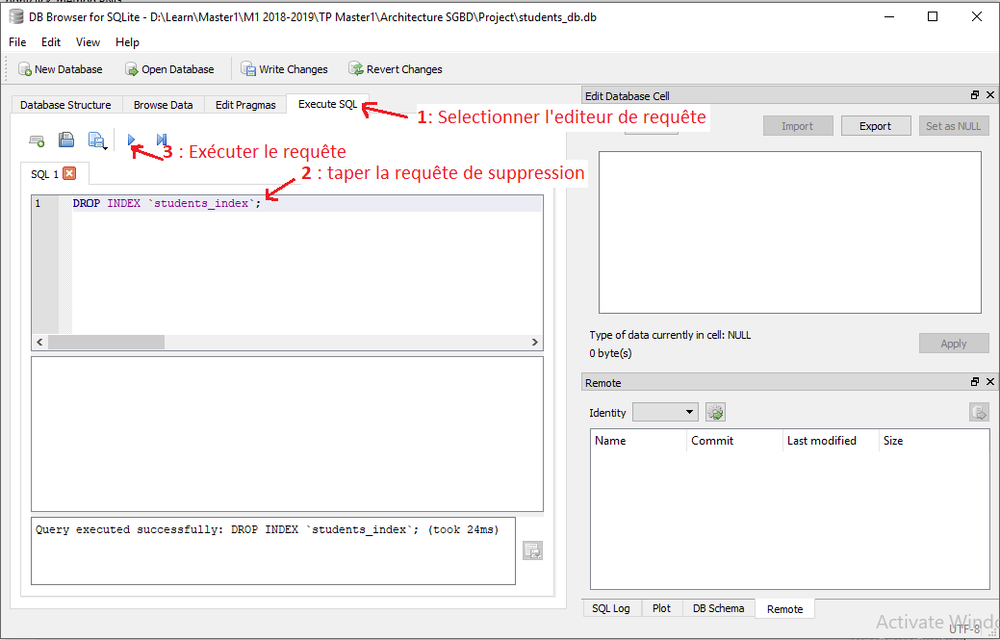 DB Browser for SQLite - D:\Learn\Master1\M1 2018-2019\TP Master1\Architecture SGBD\Project\students_db.db
File Edit View Help
New Database Open Database Write Changes Revert Changes
Database Structure Browse Data Edit Pragmas Execute SQL
1: Selectionner l'editeur de requête
3 : Exécuter le requête
2 : taper la requête de suppression
SQL 1
1 DROP INDEX `students_index`;
Query executed successfully: DROP INDEX `students_index`; (took 24ms)
Edit Database Cell
Import Export Set as NULL
Type of data currently in cell: NULL
0 byte(s)
Apply
Remote
Identity
Name Commit Last modified Size
SQL Log Plot DB Schema Remote
Activate Windo
UTF-8